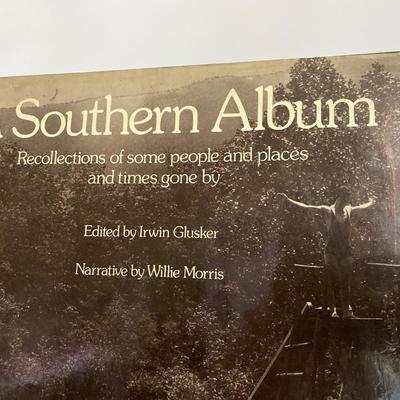 Southern Album
Recollections of some people and places
and times gone by
Edited by Irwin Glusker
Narrative by Willie Morris